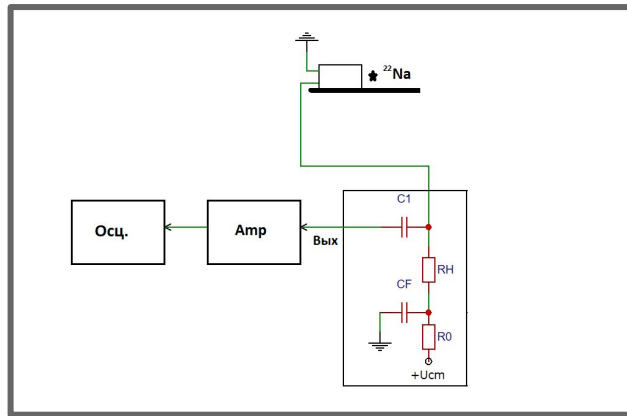 ²²Na
C1
Осц.
Amp
Вых
RH
CF
R0
+Ucm